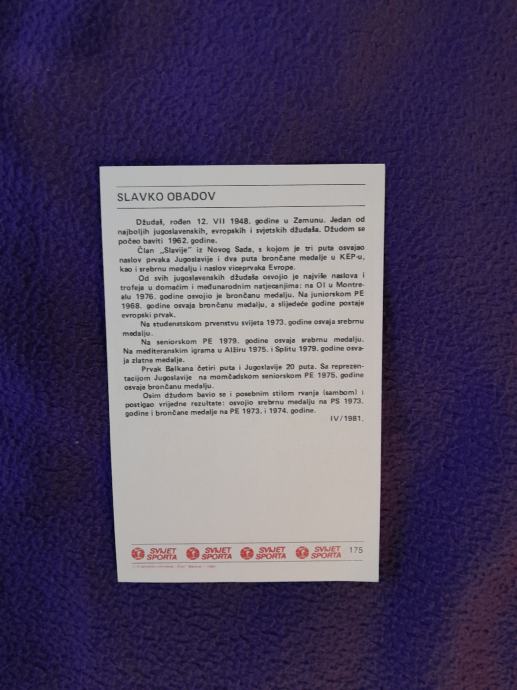 SLAVKO OBADOV
Džudaš, rođen 12. VII 1948. godine u Zemunu. Jedan od
najboljih jugoslavenskih, evropskih i svjetskih džudaša. Džudom se
počeo baviti 1962. godine.
Član „Slavije" iz Novog Sada, s kojom je tri puta osvajao
naslov prvaka Jugoslavije i dva puta brončane medalje u KEP-u,
kao i srebrnu medalju i naslov viceprvaka Evrope.
Od svih jugoslavenskih džudaša osvojio je najviše naslova i
trofeja u domaćim i međunarodnim natjecanjima: na OI u Montre-
alu 1976. godine osvojio je brončanu medalju. Na juniorskom PE
1968. godine osvaja brončanu medalju, a slijedeće godine postaje
evropski prvak.
Na studentskom prvenstvu svijeta 1973. godine osvaja srebrnu
medalju.
Na seniorskom PE 1979. godine osvaja srebrnu medalju.
Na mediteranskim igrama u Alžiru 1975. i Splitu 1979. godine osva-
ja zlatne medalje.
Prvak Balkana četiri puta i Jugoslavije 20 puta. Sa reprezen-
tacijom Jugoslavije na momčadskom seniorskom PE 1975. godine
osvaja brončanu medalju.
Osim džudom bavio se i posebnim stilom rvanja (sambom) i
postigao vrijedne rezultate: osvojio srebrnu medalju na PS 1973.
godine i brončane medalje na PE 1973. i 1974. godine.
IV/1981.
SVIJET SPORTA SVIJET SPORTA SVIJET SPORTA SVIJET SPORTA 175